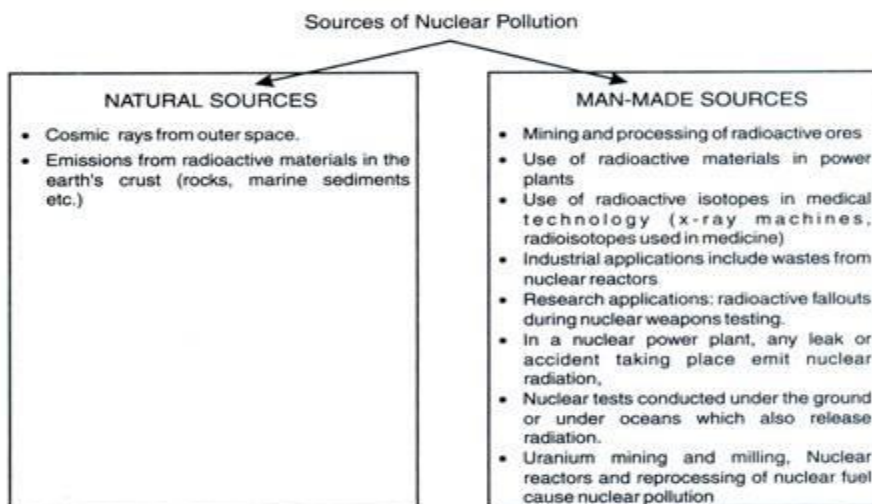 Sources of Nuclear Pollution
NATURAL SOURCES
• Cosmic rays from outer space.
• Emissions from radioactive materials in the
earth's crust (rocks, marine sediments
etc.)
MAN-MADE SOURCES
• Mining and processing of radioactive ores
• Use of radioactive materials in power
plants
• Use of radioactive isotopes in medical
technology (x-ray machines,
radioisotopes used in medicine)
• Industrial applications include wastes from
nuclear reactors
• Research applications: radioactive fallouts
during nuclear weapons testing.
• In a nuclear power plant, any leak or
accident taking place emit nuclear
radiation,
• Nuclear tests conducted under the ground
or under oceans which also release
radiation.
• Uranium mining and milling, Nuclear
reactors and reprocessing of nuclear fuel
cause nuclear pollution